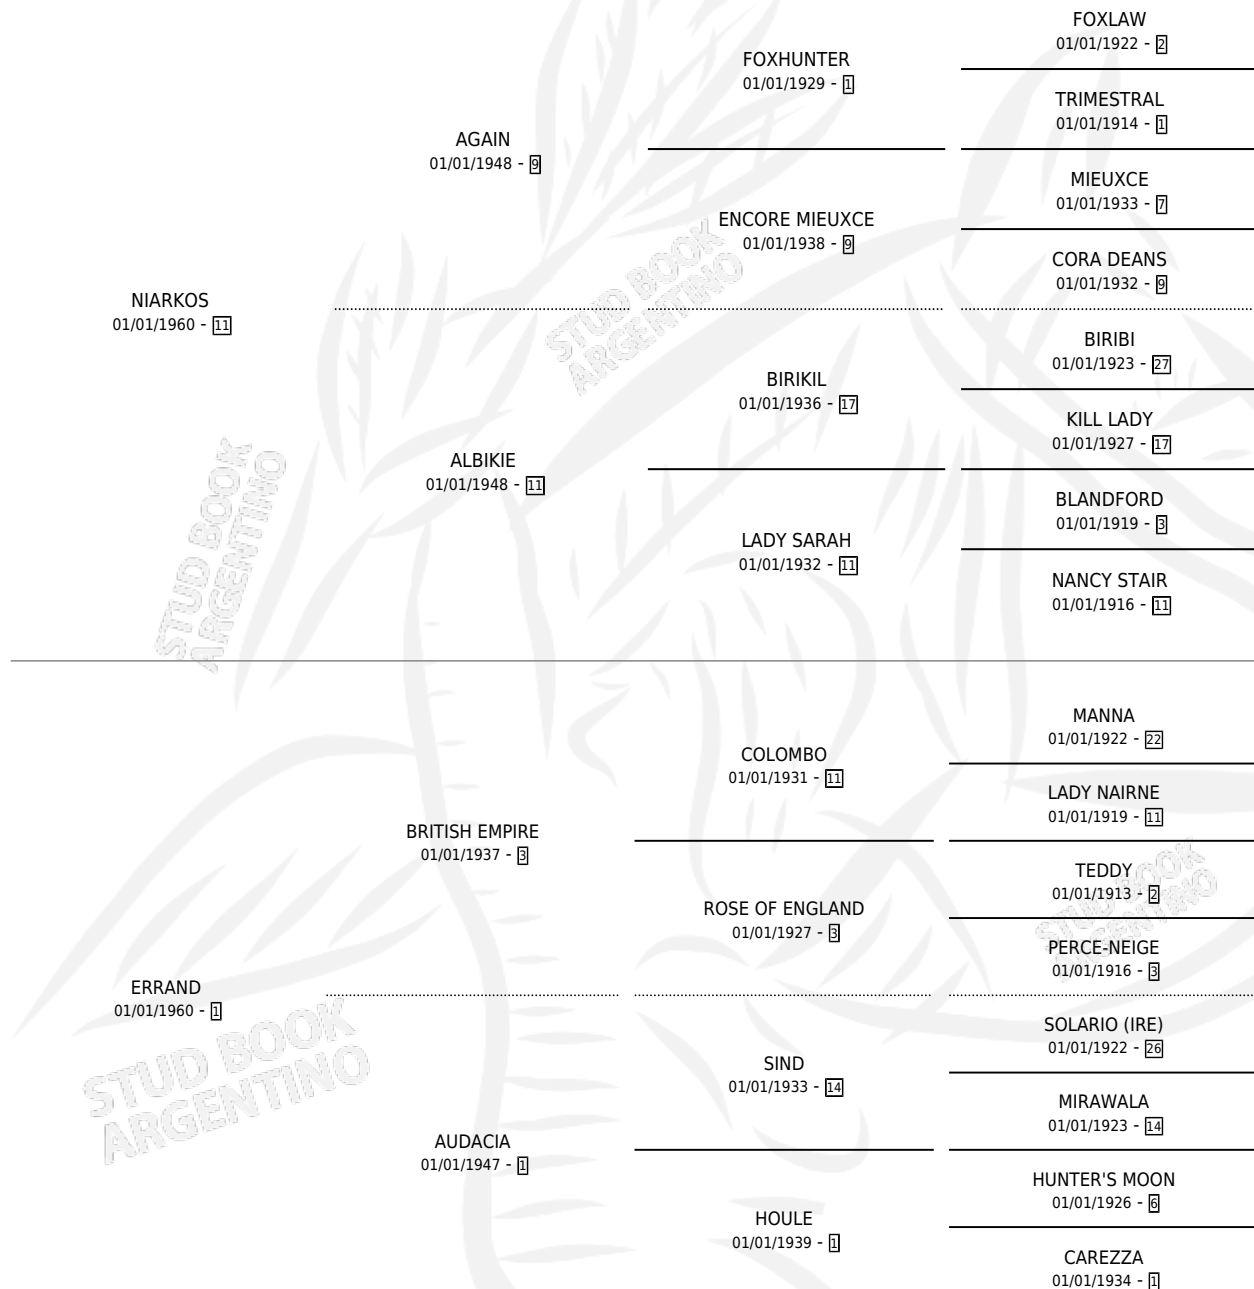 FOXLAW
01/01/1922 - 2
FOXHUNTER
01/01/1929 - 1
TRIMESTRAL
01/01/1914 - 1
AGAIN
01/01/1948 - 9
MIEUXCE
01/01/1933 - 7
ENCORE MIEUXCE
01/01/1938 - 9
CORA DEANS
01/01/1932 - 9
NIARKOS
01/01/1960 - 11
BIRIBI
01/01/1923 - 27
BIRIKIL
01/01/1936 - 17
KILL LADY
01/01/1927 - 17
ALBIKIE
01/01/1948 - 11
BLANDFORD
01/01/1919 - 3
LADY SARAH
01/01/1932 - 11
NANCY STAIR
01/01/1916 - 11
MANNA
01/01/1922 - 22
COLOMBO
01/01/1931 - 11
LADY NAIRNE
01/01/1919 - 11
BRITISH EMPIRE
01/01/1937 - 3
TEDDY
01/01/1913 - 2
ROSE OF ENGLAND
01/01/1927 - 3
PERCE-NEIGE
01/01/1916 - 3
ERRAND
01/01/1960 - 1
SOLARIO (IRE)
01/01/1922 - 26
SIND
01/01/1933 - 14
MIRAWALA
01/01/1923 - 14
AUDACIA
01/01/1947 - 1
HUNTER'S MOON
01/01/1926 - 6
HOULE
01/01/1939 - 1
CAREZZA
01/01/1934 - 1
STUD BOOK
ARGENTINO
STUD BOOK
ARGENTINO
STUD BOOK
ARGENTINO
STUD BOOK
ARGENTINO